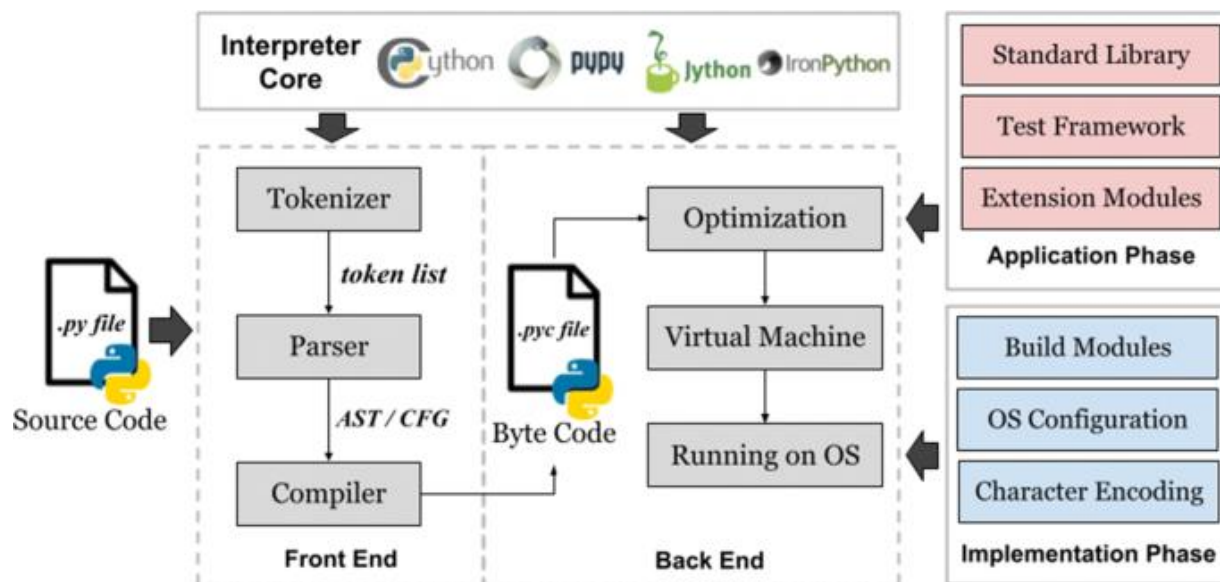 Interpreter
Core
Cython
pypy
Jython
IronPython
Standard Library
Test Framework
Extension Modules
Application Phase
.py file
Source Code
Tokenizer
token list
Parser
AST / CFG
Compiler
Front End
.pyc file
Byte Code
Optimization
Virtual Machine
Running on OS
Back End
Build Modules
OS Configuration
Character Encoding
Implementation Phase